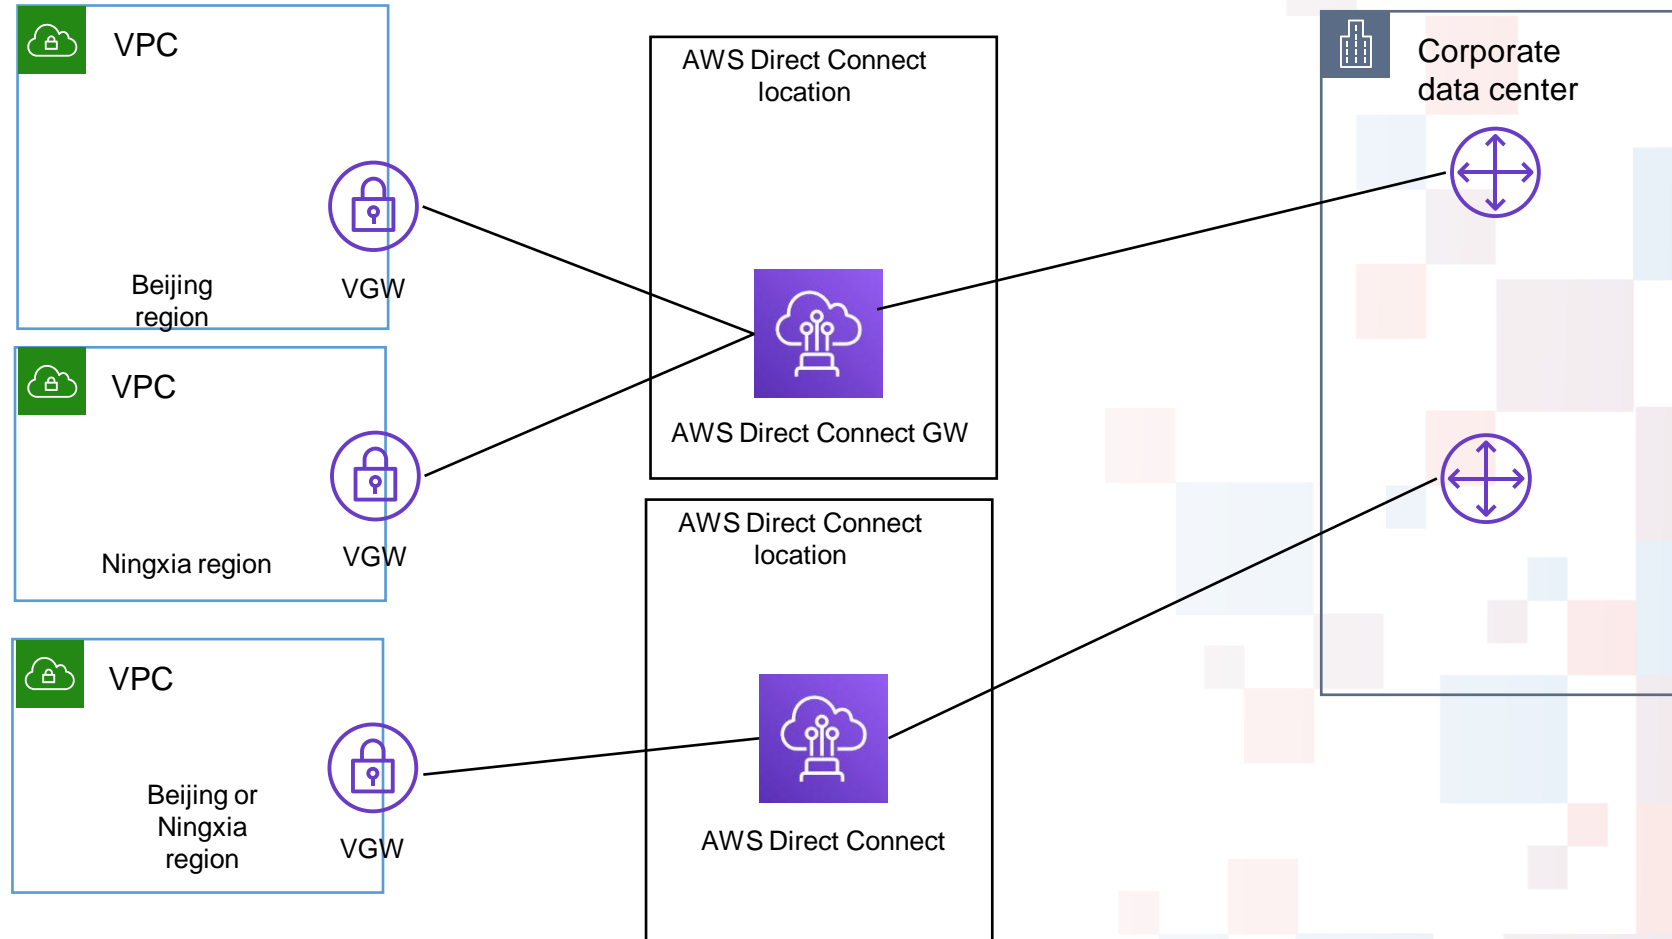 VPC
Beijing
region
VGW
VPC
Ningxia region
VGW
VPC
Beijing or
Ningxia
region
VGW
AWS Direct Connect
location
AWS Direct Connect GW
AWS Direct Connect
location
AWS Direct Connect
Corporate
data center